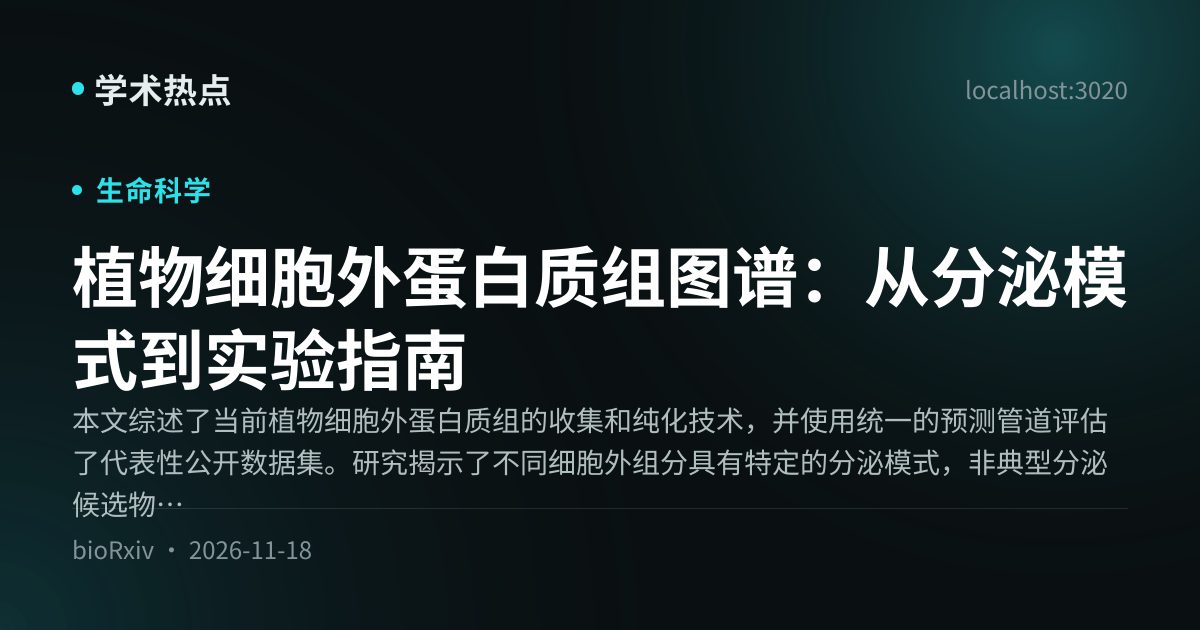 学术热点
localhost:3020
生命科学
植物细胞外蛋白质组图谱：从分泌模
式到实验指南
本文综述了当前植物细胞外蛋白质组的收集和纯化技术，并使用统一的预测管道评估
了代表性公开数据集。研究揭示了不同细胞外组分具有特定的分泌模式，非典型分泌
候选物…
bioRxiv • 2026-11-18